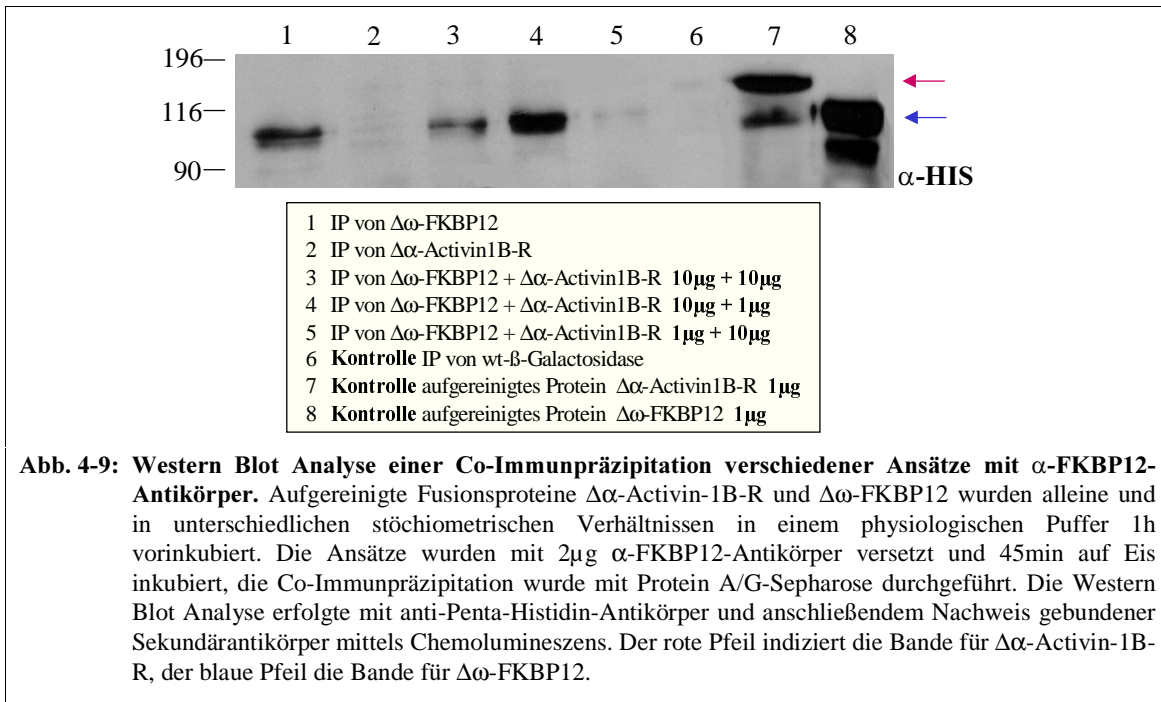 1 2 3 4 5 6 7 8
196
116
90
α-HIS
1 IP von Δω-FKBP12
2 IP von Δα-Activin1B-R
3 IP von Δω-FKBP12 + Δα-Activin1B-R 10µg + 10µg
4 IP von Δω-FKBP12 + Δα-Activin1B-R 10µg + 1µg
5 IP von Δω-FKBP12 + Δα-Activin1B-R 1µg + 10µg
6 Kontrolle IP von wt-ß-Galactosidase
7 Kontrolle aufgereinigtes Protein Δα-Activin1B-R 1µg
8 Kontrolle aufgereinigtes Protein Δω-FKBP12 1µg
Abb. 4-9: Western Blot Analyse einer Co-Immunpräzipitation verschiedener Ansätze mit α-FKBP12-
Antikörper. Aufgereinigte Fusionsproteine Δα-Activin-1B-R und Δω-FKBP12 wurden alleine und
in unterschiedlichen stöchiometrischen Verhältnissen in einem physiologischen Puffer 1h
vorinkubiert. Die Ansätze wurden mit 2µg α-FKBP12-Antikörper versetzt und 45min auf Eis
inkubiert, die Co-Immunpräzipitation wurde mit Protein A/G-Sepharose durchgeführt. Die Western
Blot Analyse erfolgte mit anti-Penta-Histidin-Antikörper und anschließendem Nachweis gebundener
Sekundärantikörper mittels Chemolumineszens. Der rote Pfeil indiziert die Bande für Δα-Activin-1B-
R, der blaue Pfeil die Bande für Δω-FKBP12.